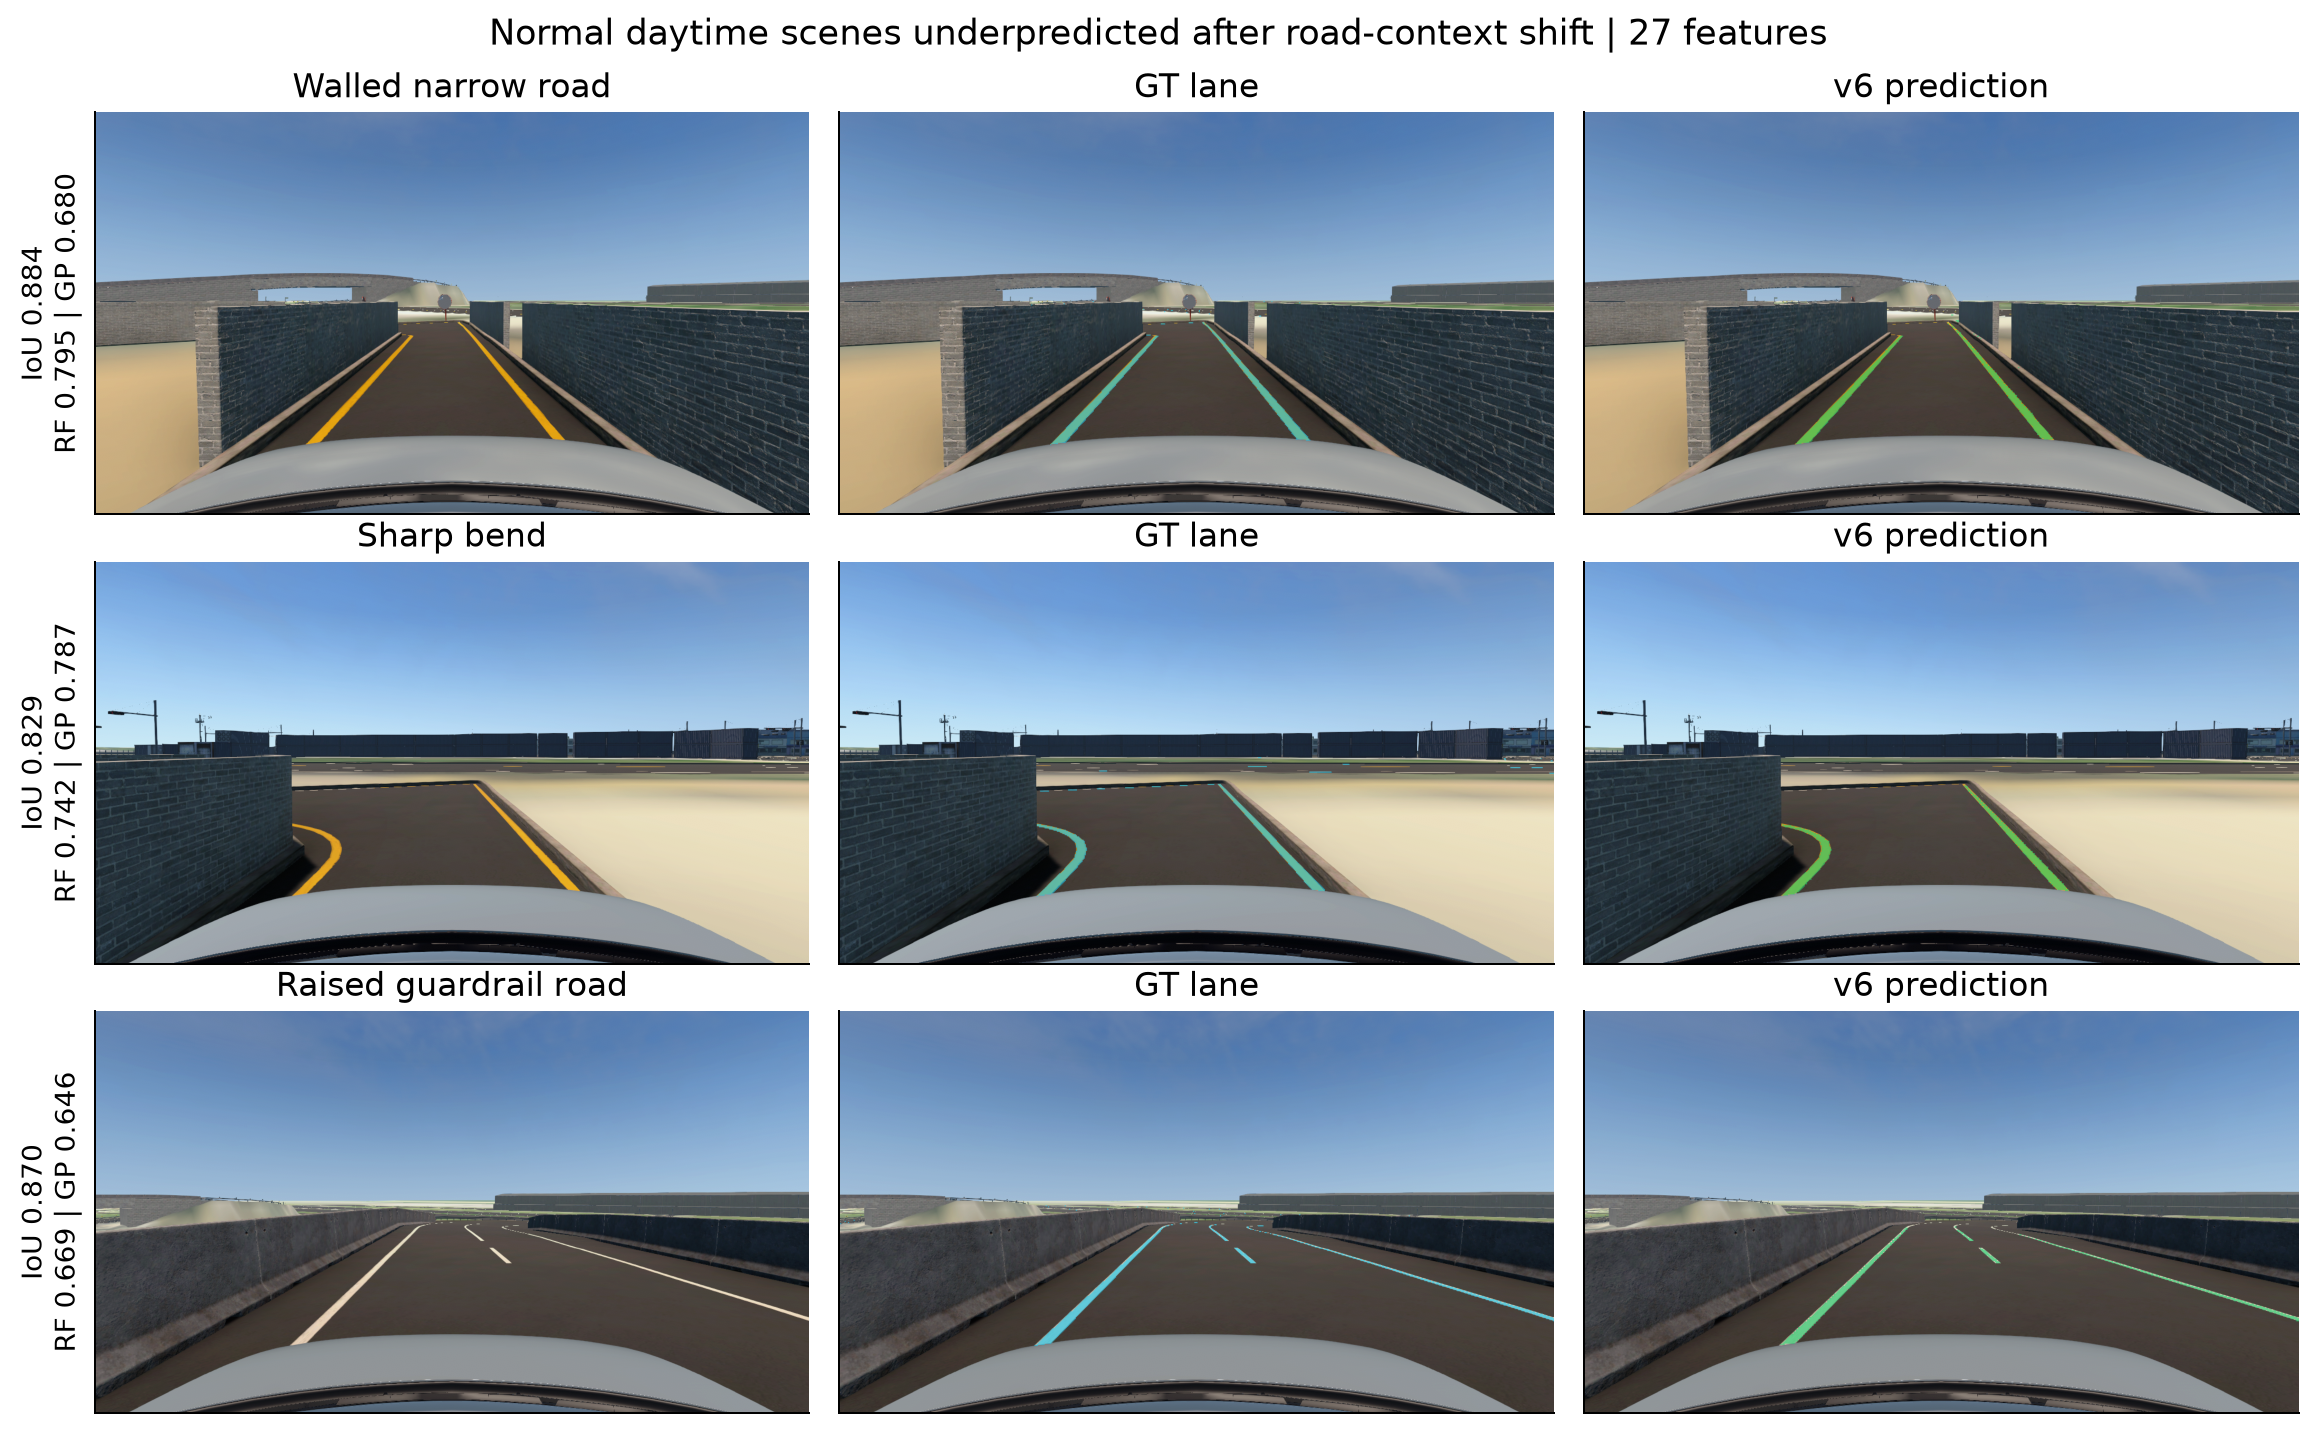 Normal daytime scenes underpredicted after road-context shift | 27 features
Walled narrow road
GT lane
v6 prediction
IoU 0.884
RF 0.795 | GP 0.680
Sharp bend
GT lane
v6 prediction
IoU 0.829
RF 0.742 | GP 0.787
Raised guardrail road
GT lane
v6 prediction
IoU 0.870
RF 0.669 | GP 0.646